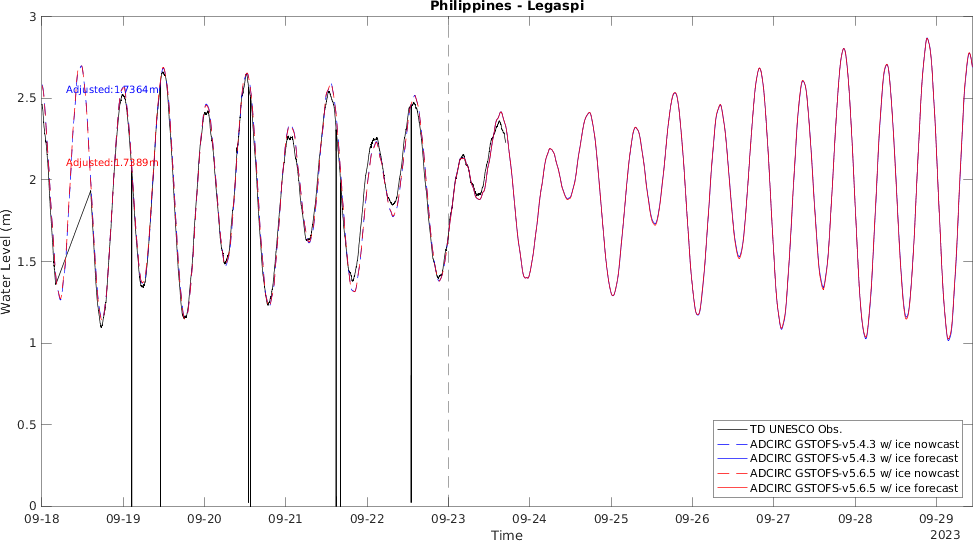 Philippines - Legaspi
3
2.5
2
1.5
1
0.5
0
Water Level (m)
Adjusted:1.7364m
Adjusted:1.7389m
TD UNESCO Obs.
ADCIRC GSTOFS-v5.4.3 w/ ice nowcast
ADCIRC GSTOFS-v5.4.3 w/ ice forecast
ADCIRC GSTOFS-v5.6.5 w/ ice nowcast
ADCIRC GSTOFS-v5.6.5 w/ ice forecast
09-18 09-19 09-20 09-21 09-22 09-23 09-24 09-25 09-26 09-27 09-28 09-29
Time
2023